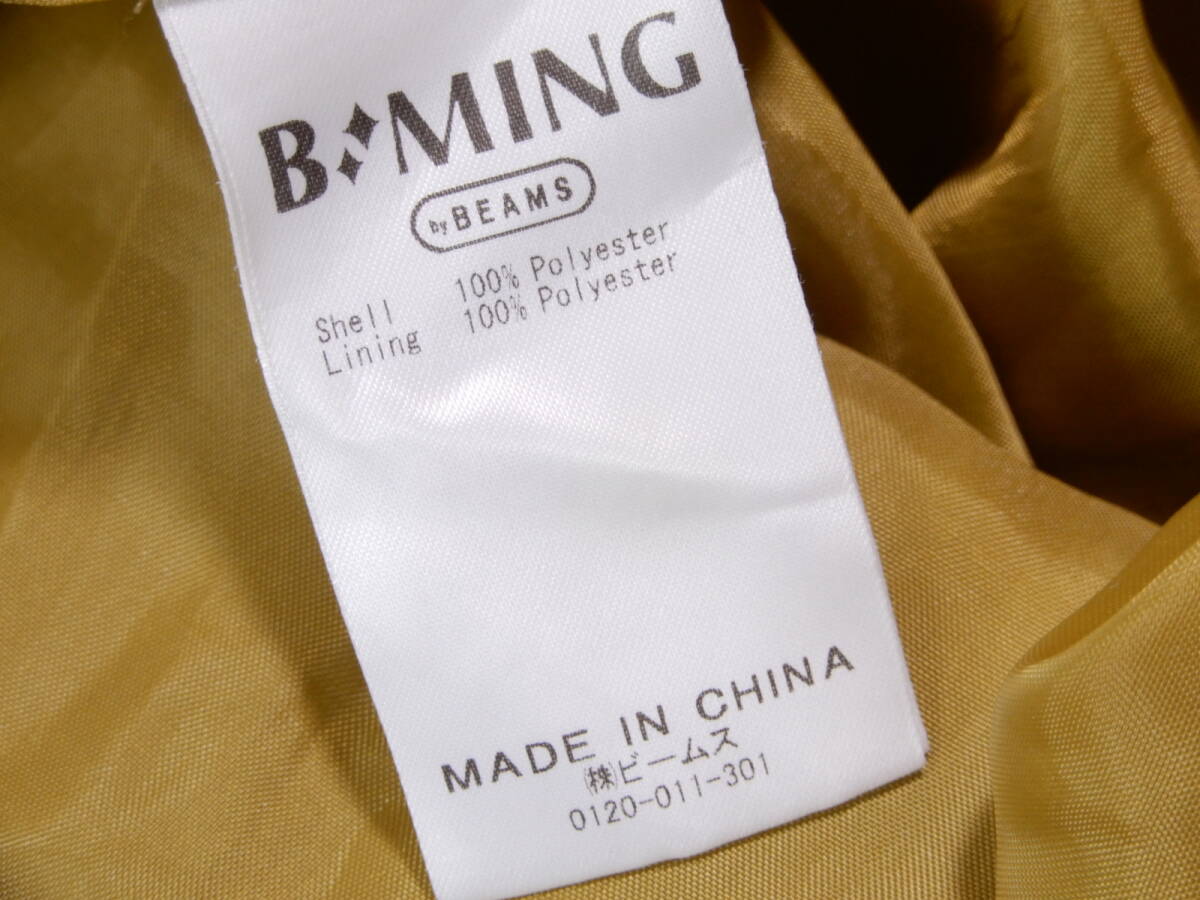 B MING
by BEAMS
Shell 100% Polyester
Lining 100% Polyester
MADE IN CHINA
㈱ビームス
0120-011-301